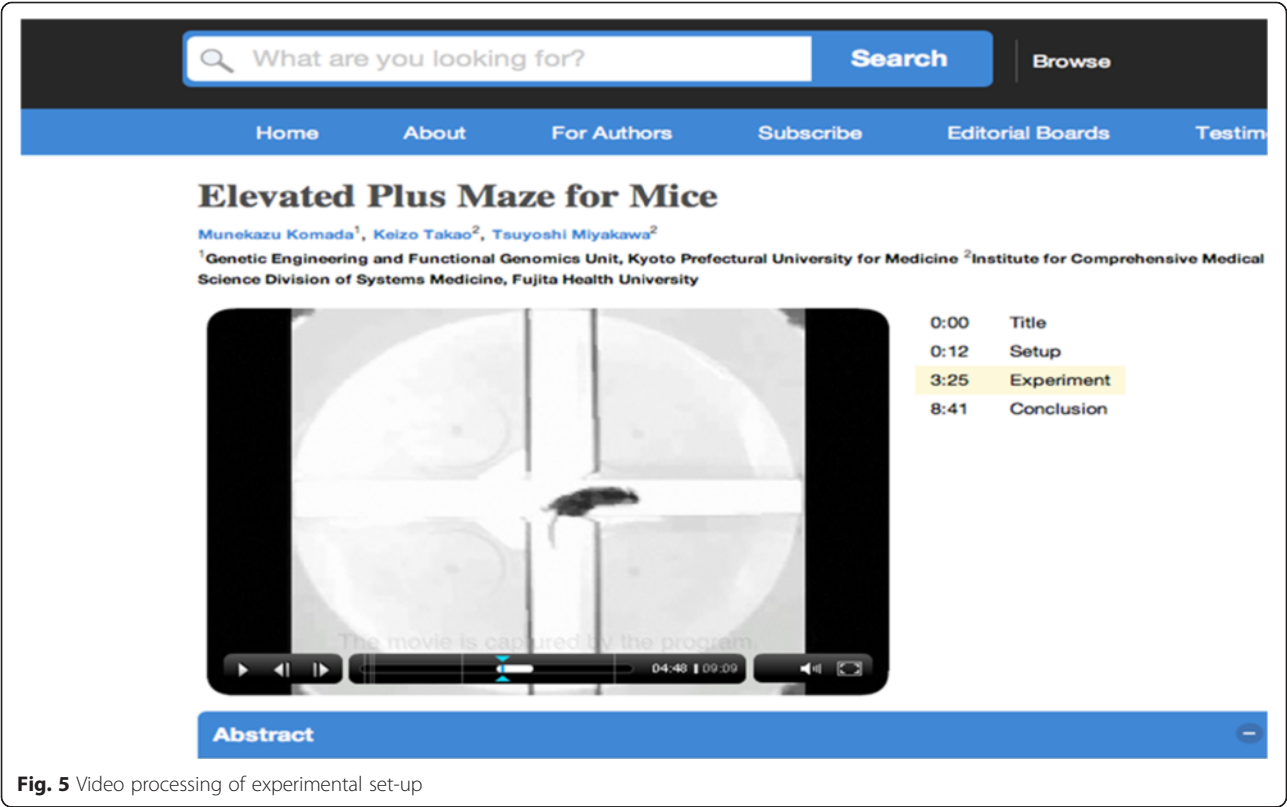 What are you looking for?
Search
Browse
Home
About
For Authors
Subscribe
Editorial Boards
Testim
Elevated Plus Maze for Mice
Munekazu Komada¹, Keizo Takao², Tsuyoshi Miyakawa²
¹Genetic Engineering and Functional Genomics Unit, Kyoto Prefectural University for Medicine ²Institute for Comprehensive Medical
Science Division of Systems Medicine, Fujita Health University
0:00 Title
0:12 Setup
3:25 Experiment
8:41 Conclusion
The movie is captured by the program.
04:48 09:09
Abstract
Fig. 5 Video processing of experimental set-up